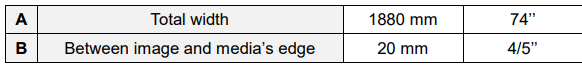 A Total width 1880 mm 74’’
B Between image and media’s edge 20 mm 4/5’’